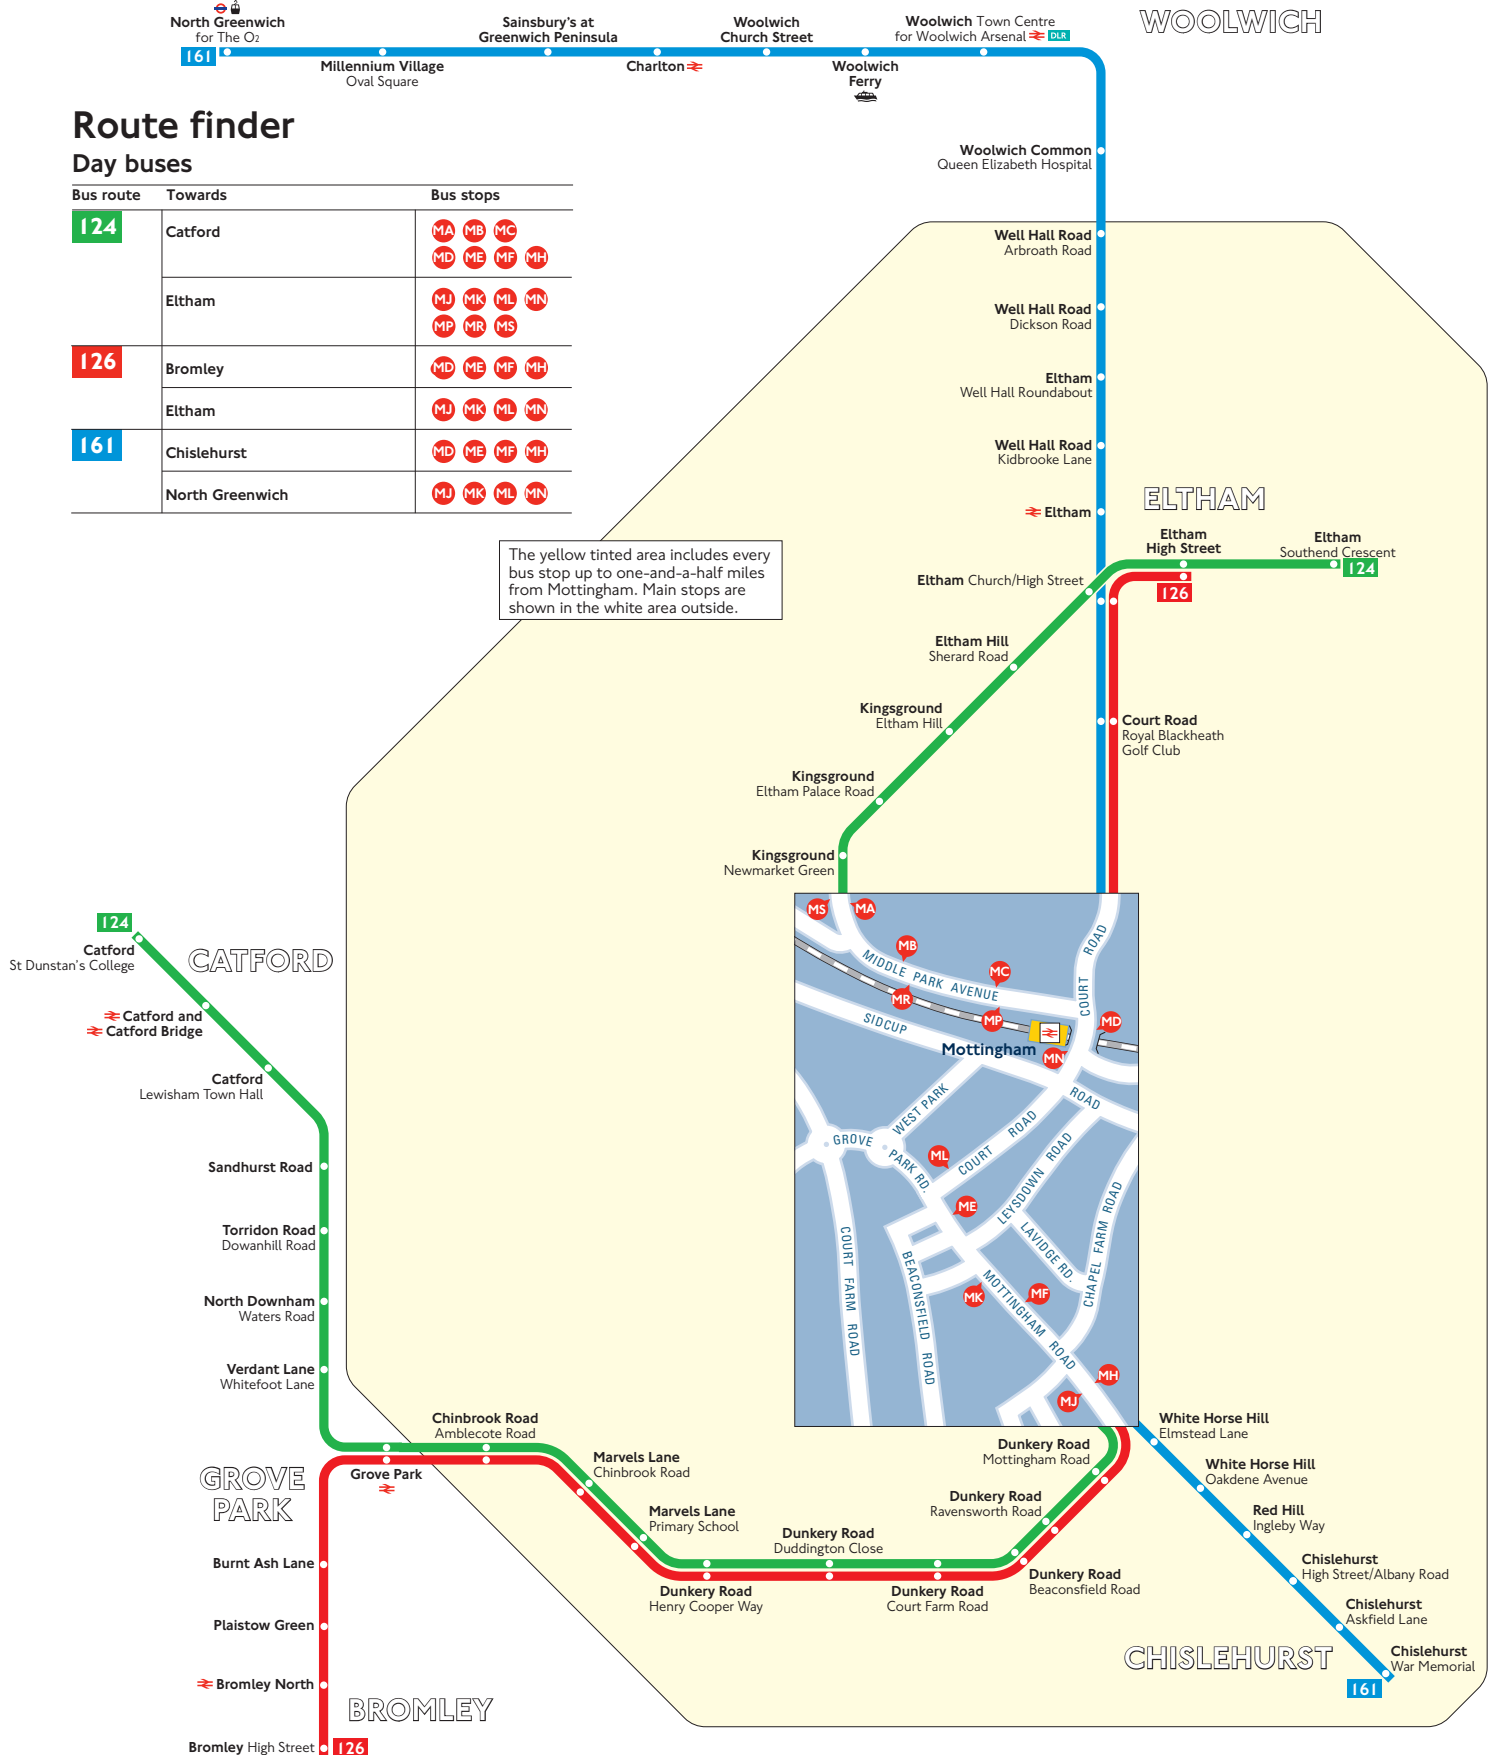 WOOLWICH
North Greenwich
for The O2
161
Millennium Village
Oval Square
Sainsbury's at
Greenwich Peninsula
Charlton
Woolwich
Church Street
Woolwich
Ferry
Woolwich Town Centre
for Woolwich Arsenal DLR
Route finder
Day buses
Bus route Towards Bus stops
124 Catford MA MB MC
MD ME MF MH
Eltham MJ MK ML MN
MP MR MS
126 Bromley MD ME MF MH
Eltham MJ MK ML MN
161 Chislehurst MD ME MF MH
North Greenwich MJ MK ML MN
Woolwich Common
Queen Elizabeth Hospital
Well Hall Road
Arbroath Road
Well Hall Road
Dickson Road
Eltham
Well Hall Roundabout
Well Hall Road
Kidbrooke Lane
Eltham
ELTHAM
The yellow tinted area includes every
bus stop up to one-and-a-half miles
from Mottingham. Main stops are
shown in the white area outside.
Eltham
High Street
Eltham
Southend Crescent
124
126
Eltham Church/High Street
Eltham Hill
Sherard Road
Kingsground
Eltham Hill
Court Road
Royal Blackheath
Golf Club
Kingsground
Eltham Palace Road
Kingsground
Newmarket Green
MS
MA
MB
MC
MIDDLE PARK AVENUE
COURT ROAD
MR
MP
MD
SIDCUP
ROAD
Mottingham
MN
WEST PARK
GROVE
PARK RD.
ML
COURT ROAD
LEYSDOWN ROAD
ME
LAVIDGE RD.
CHAPEL FARM ROAD
COURT FARM ROAD
BEACONSFIELD ROAD
MK
MF
MOTTINGHAM ROAD
MH
MJ
124
Catford
St Dunstan's College
CATFORD
Catford and
Catford Bridge
Catford
Lewisham Town Hall
Sandhurst Road
Torridon Road
Dowanhill Road
North Downham
Waters Road
Verdant Lane
Whitefoot Lane
Chinbrook Road
Amblecote Road
Grove Park
GROVE
PARK
Marvels Lane
Chinbrook Road
Marvels Lane
Primary School
Dunkery Road
Henry Cooper Way
Dunkery Road
Duddington Close
Dunkery Road
Court Farm Road
Dunkery Road
Beaconsfield Road
Dunkery Road
Ravensworth Road
Dunkery Road
Mottingham Road
White Horse Hill
Elmstead Lane
White Horse Hill
Oakdene Avenue
Red Hill
Ingleby Way
Chislehurst
High Street/Albany Road
Chislehurst
Askfield Lane
Chislehurst
War Memorial
CHISLEHURST
161
Burnt Ash Lane
Plaistow Green
Bromley North
BROMLEY
Bromley High Street
126